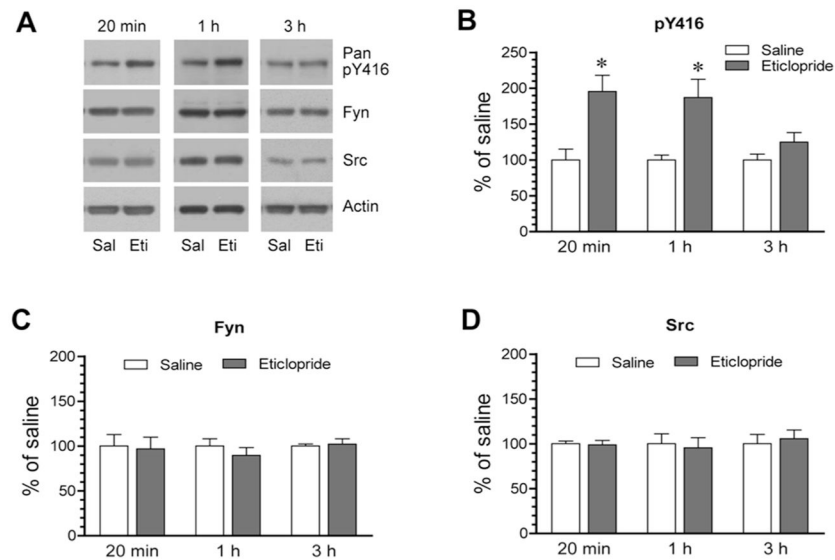 A
20 min
1 h
3 h
Pan
pY416
Fyn
Src
Actin
Sal Eti
Sal Eti
Sal Eti
B
pY416
Saline
Eticlopride
% of saline
250
200
150
100
50
0
*
*
20 min
1 h
3 h
C
Fyn
Saline
Eticlopride
% of saline
200
150
100
50
0
20 min
1 h
3 h
D
Src
Saline
Eticlopride
% of saline
200
150
100
50
0
20 min
1 h
3 h